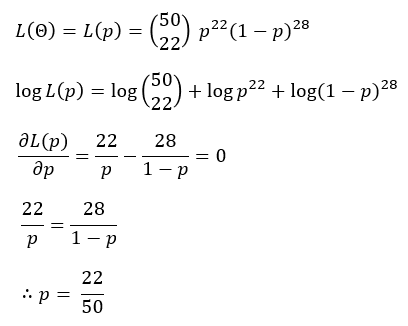 L(Θ) = L(p) = (50 22) p^22 (1 − p)^28
log L(p) = log (50 22) + log p^22 + log(1 − p)^28
∂L(p)/∂p = 22/p − 28/(1 − p) = 0
22/p = 28/(1 − p)
∴ p = 22/50